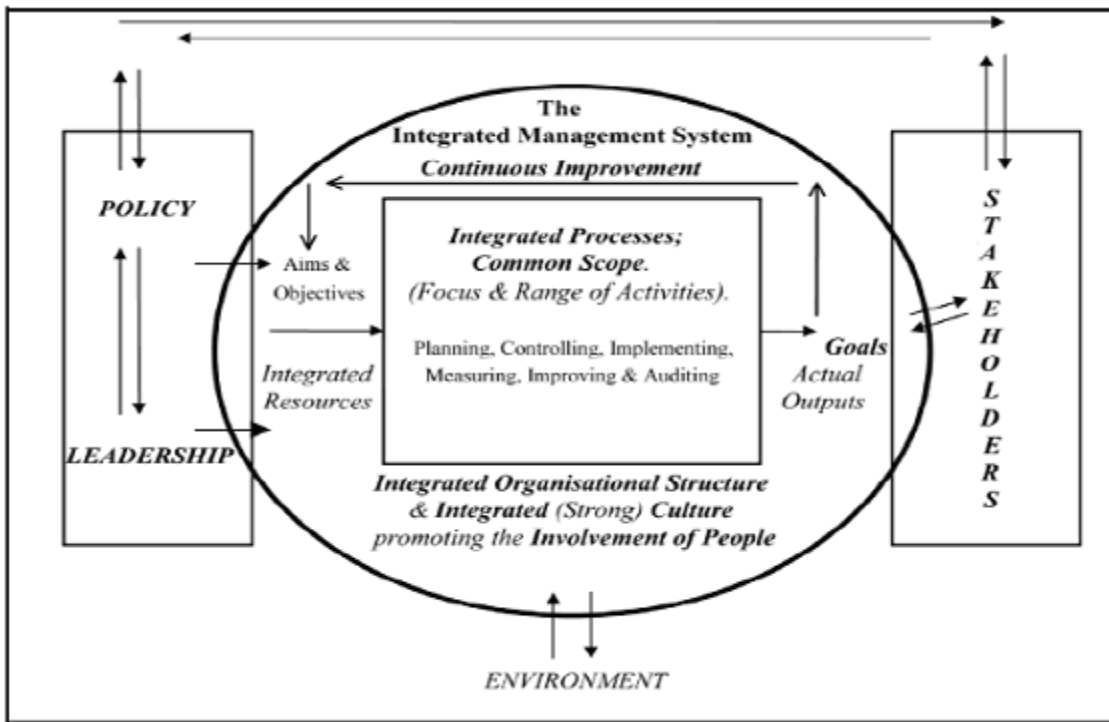 The
Integrated Management System
Continuous Improvement
POLICY
Aims &
Objectives
Integrated
Resources
LEADERSHIP
Integrated Processes;
Common Scope.
(Focus & Range of Activities).
Planning, Controlling, Implementing,
Measuring, Improving & Auditing
Goals
Actual
Outputs
Integrated Organisational Structure
& Integrated (Strong) Culture
promoting the Involvement of People
STAKEHOLDERS
ENVIRONMENT